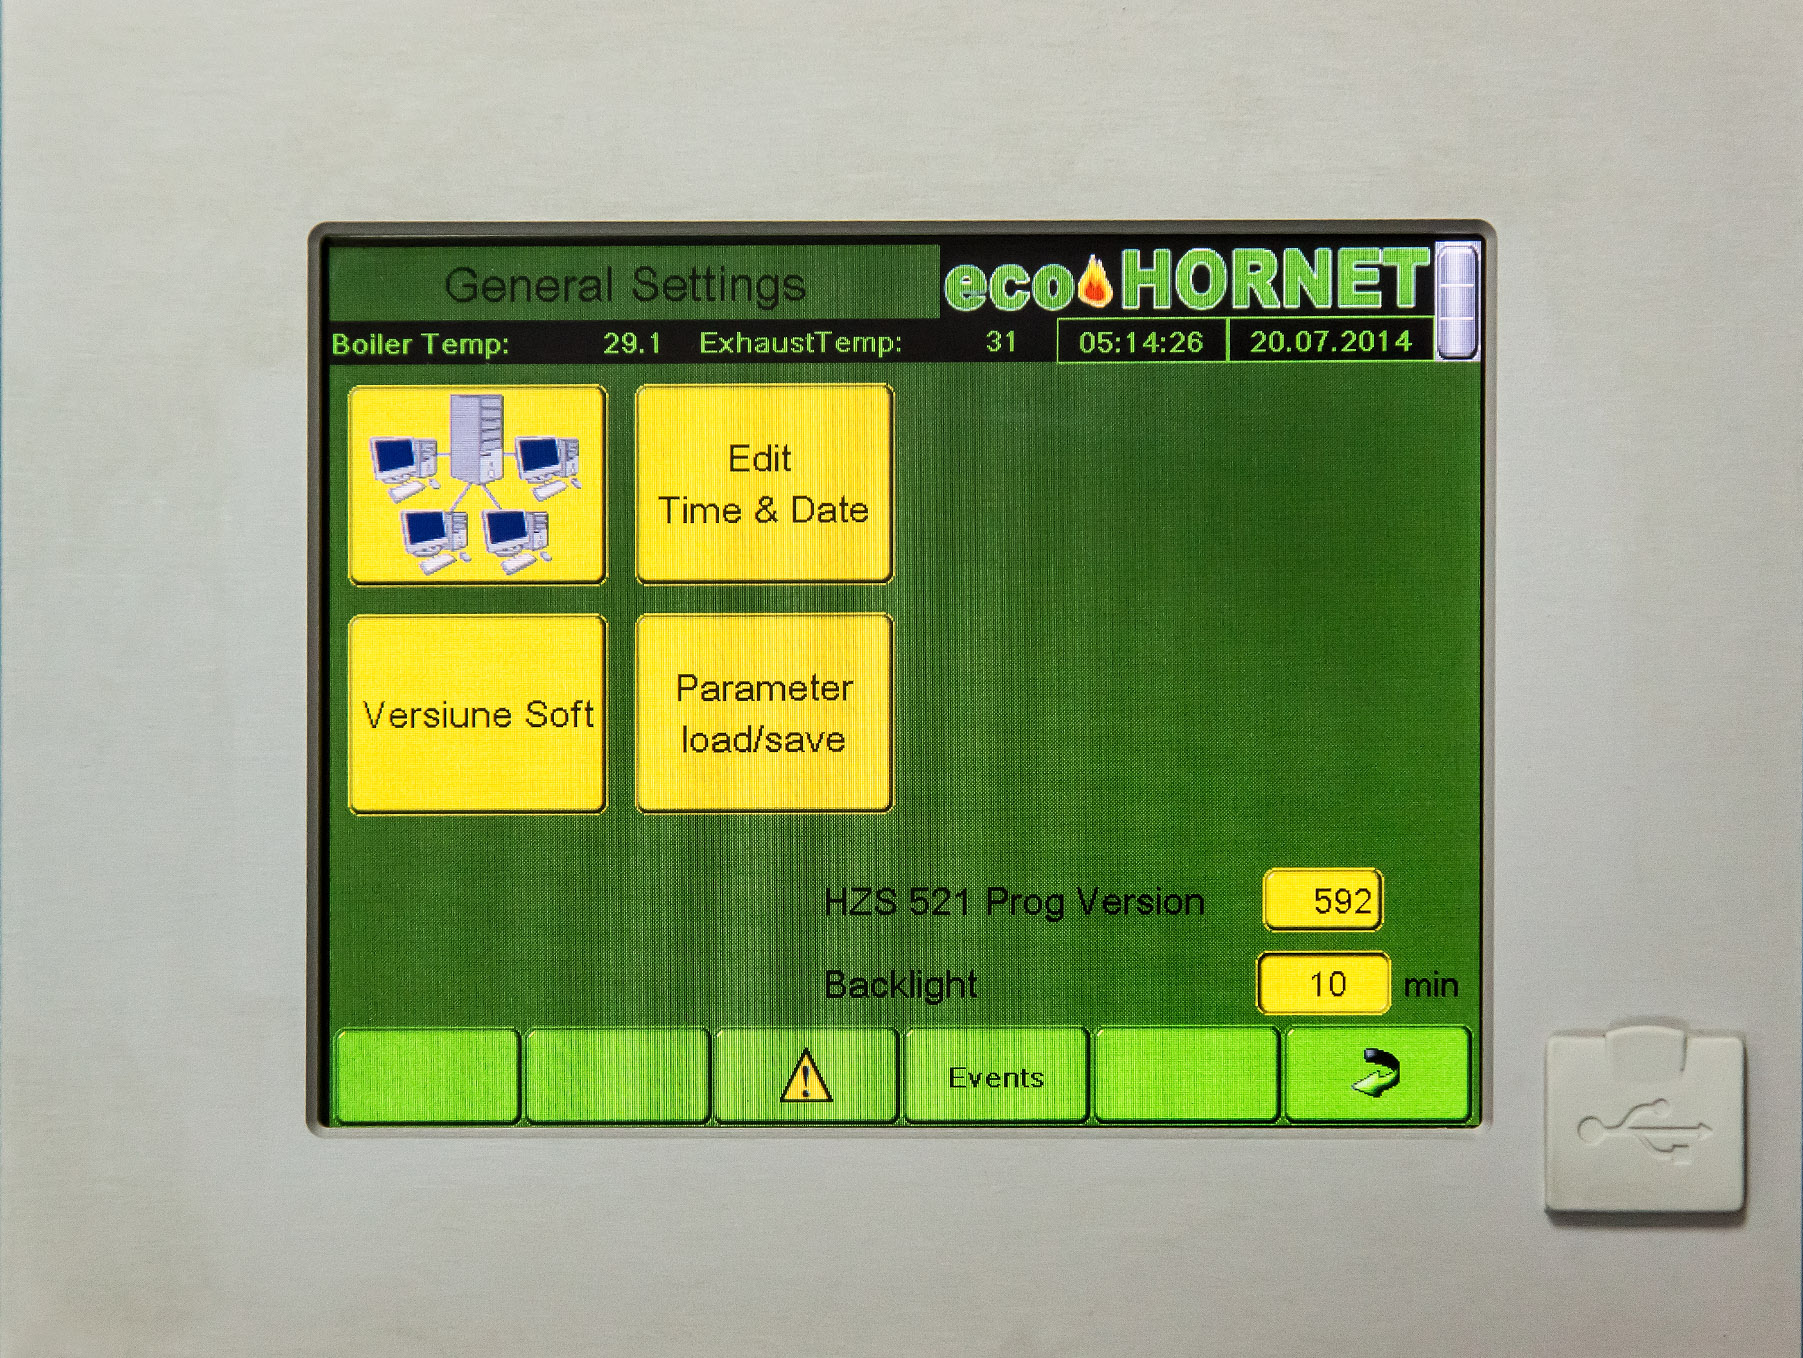 General Settings
ecoHORNET
Boiler Temp: 29.1 ExhaustTemp: 31 05:14:26 20.07.2014
Edit
Time & Date
Versiune Soft
Parameter
load/save
HZS 521 Prog Version 592
Backlight 10 min
Events